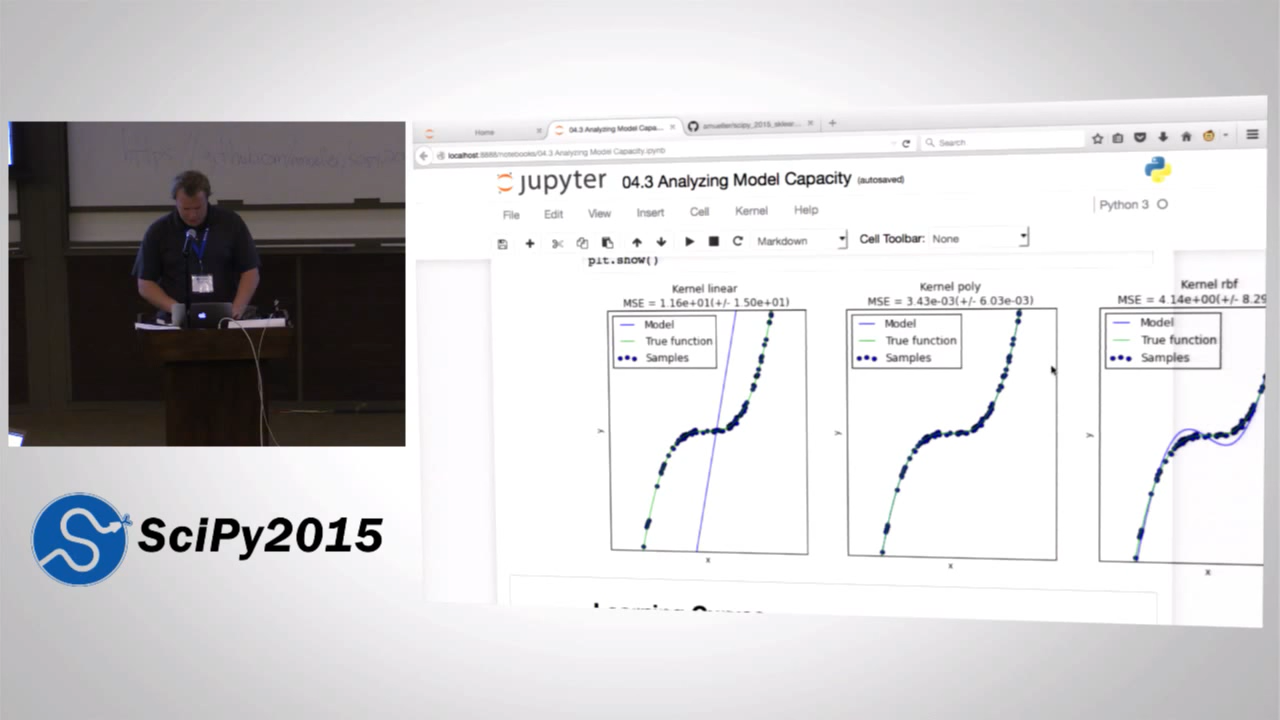 Home
04.3 Analyzing Model Capa...
amueller/scipy_2015_sklear...
localhost:8888/notebooks/04.3 Analyzing Model Capacity.ipynb
Search
jupyter 04.3 Analyzing Model Capacity (autosaved)
File Edit View Insert Cell Kernel Help
Python 3
Markdown
Cell Toolbar: None
plt.show()
Kernel linear
MSE = 1.16e+01(+/- 1.50e+01)
Model
True function
Samples
y
x
Kernel poly
MSE = 3.43e-03(+/- 6.03e-03)
Model
True function
Samples
y
x
Kernel rbf
MSE = 4.14e+00(+/- 8.29
Model
True function
Samples
y
x
SciPy2015